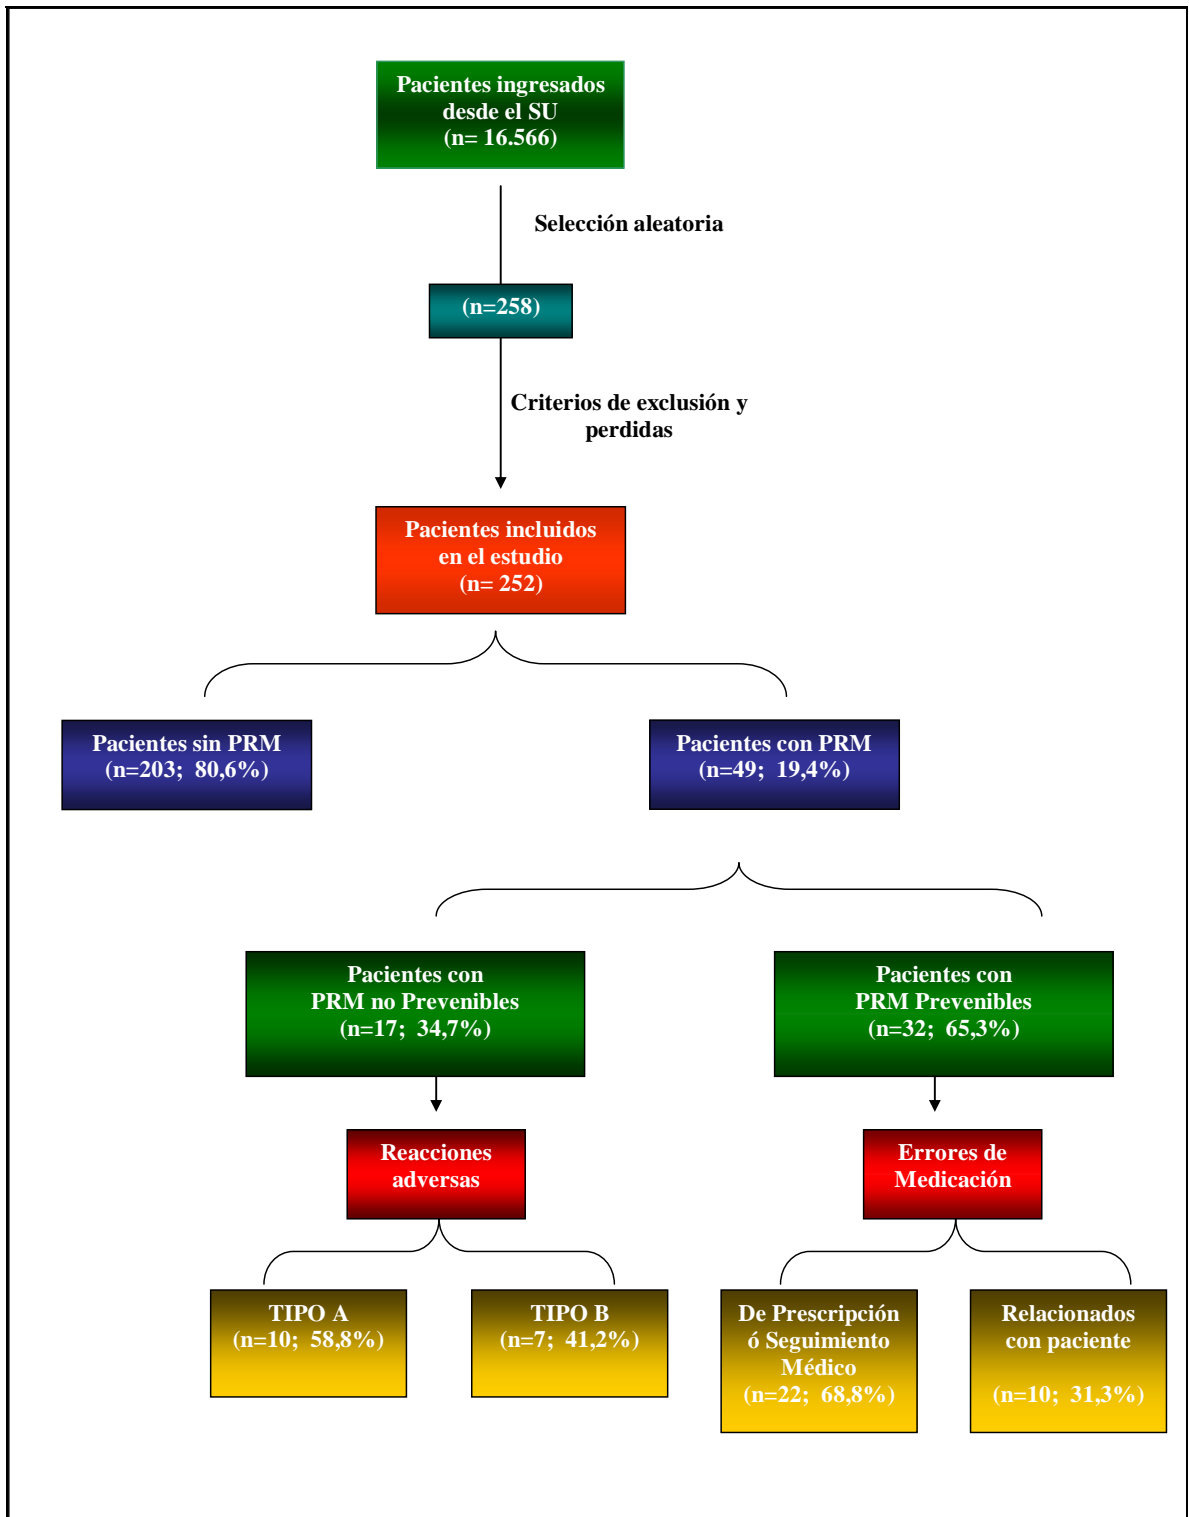 Pacientes ingresados
desde el SU
(n= 16.566)
Selección aleatoria
(n=258)
Criterios de exclusión y
perdidas
Pacientes incluidos
en el estudio
(n= 252)
Pacientes sin PRM
(n=203;  80,6%)
Pacientes con PRM
(n=49;  19,4%)
Pacientes con
PRM no Prevenibles
(n=17;  34,7%)
Pacientes con
PRM Prevenibles
(n=32;  65,3%)
Reacciones
adversas
Errores de
Medicación
TIPO A
(n=10;  58,8%)
TIPO B
(n=7;  41,2%)
De Prescripción
ó Seguimiento
Médico
(n=22;  68,8%)
Relacionados
con paciente
(n=10;  31,3%)